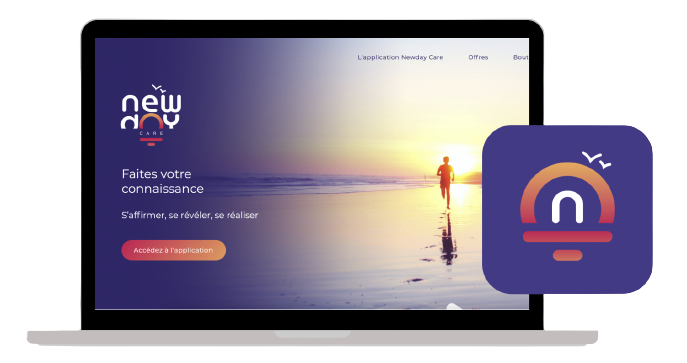 L'application Newday Care
Offres
Bout
new
day
CARE
Faites votre
connaissance
S'affirmer, se révéler, se réaliser
Accédez à l'application
n